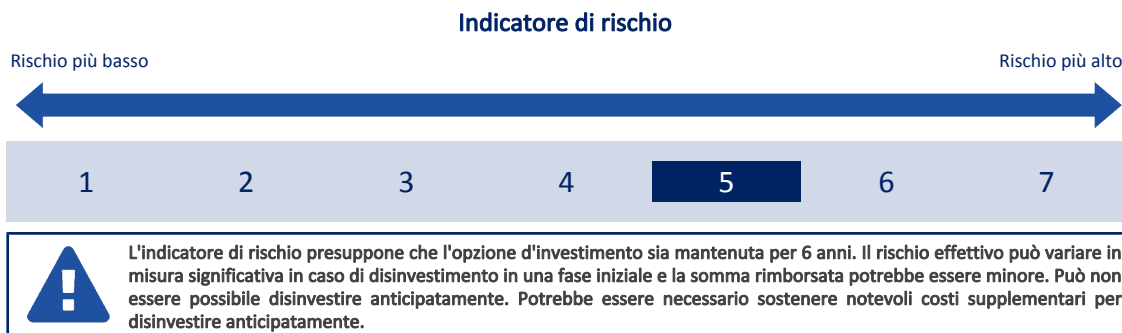 Indicatore di rischio
Rischio più basso
Rischio più alto
1 2 3 4 5 6 7
L'indicatore di rischio presuppone che l'opzione d'investimento sia mantenuta per 6 anni. Il rischio effettivo può variare in
misura significativa in caso di disinvestimento in una fase iniziale e la somma rimborsata potrebbe essere minore. Può non
essere possibile disinvestire anticipatamente. Potrebbe essere necessario sostenere notevoli costi supplementari per
disinvestire anticipatamente.